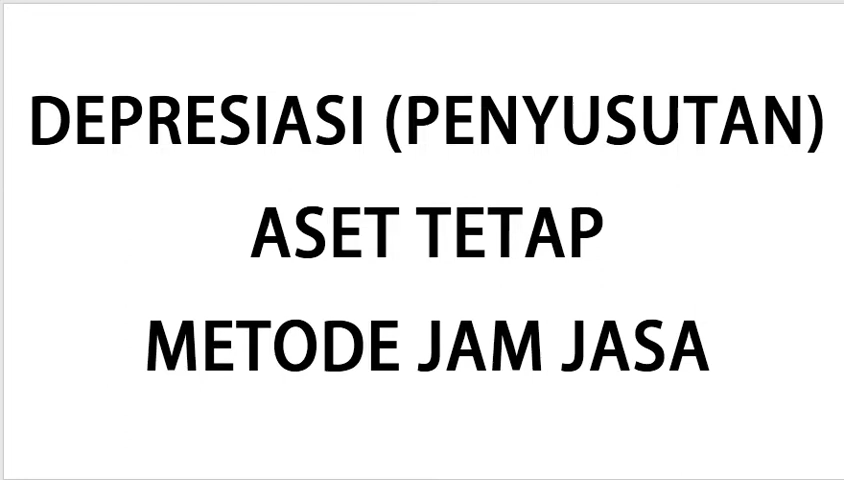 DEPRESIASI (PENYUSUTAN)
ASET TETAP
METODE JAM JASA